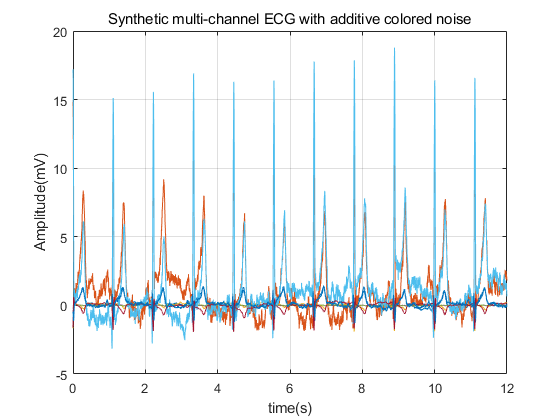 Synthetic multi-channel ECG with additive colored noise
20
15
10
5
0
-5
Amplitude(mV)
0 2 4 6 8 10 12
time(s)